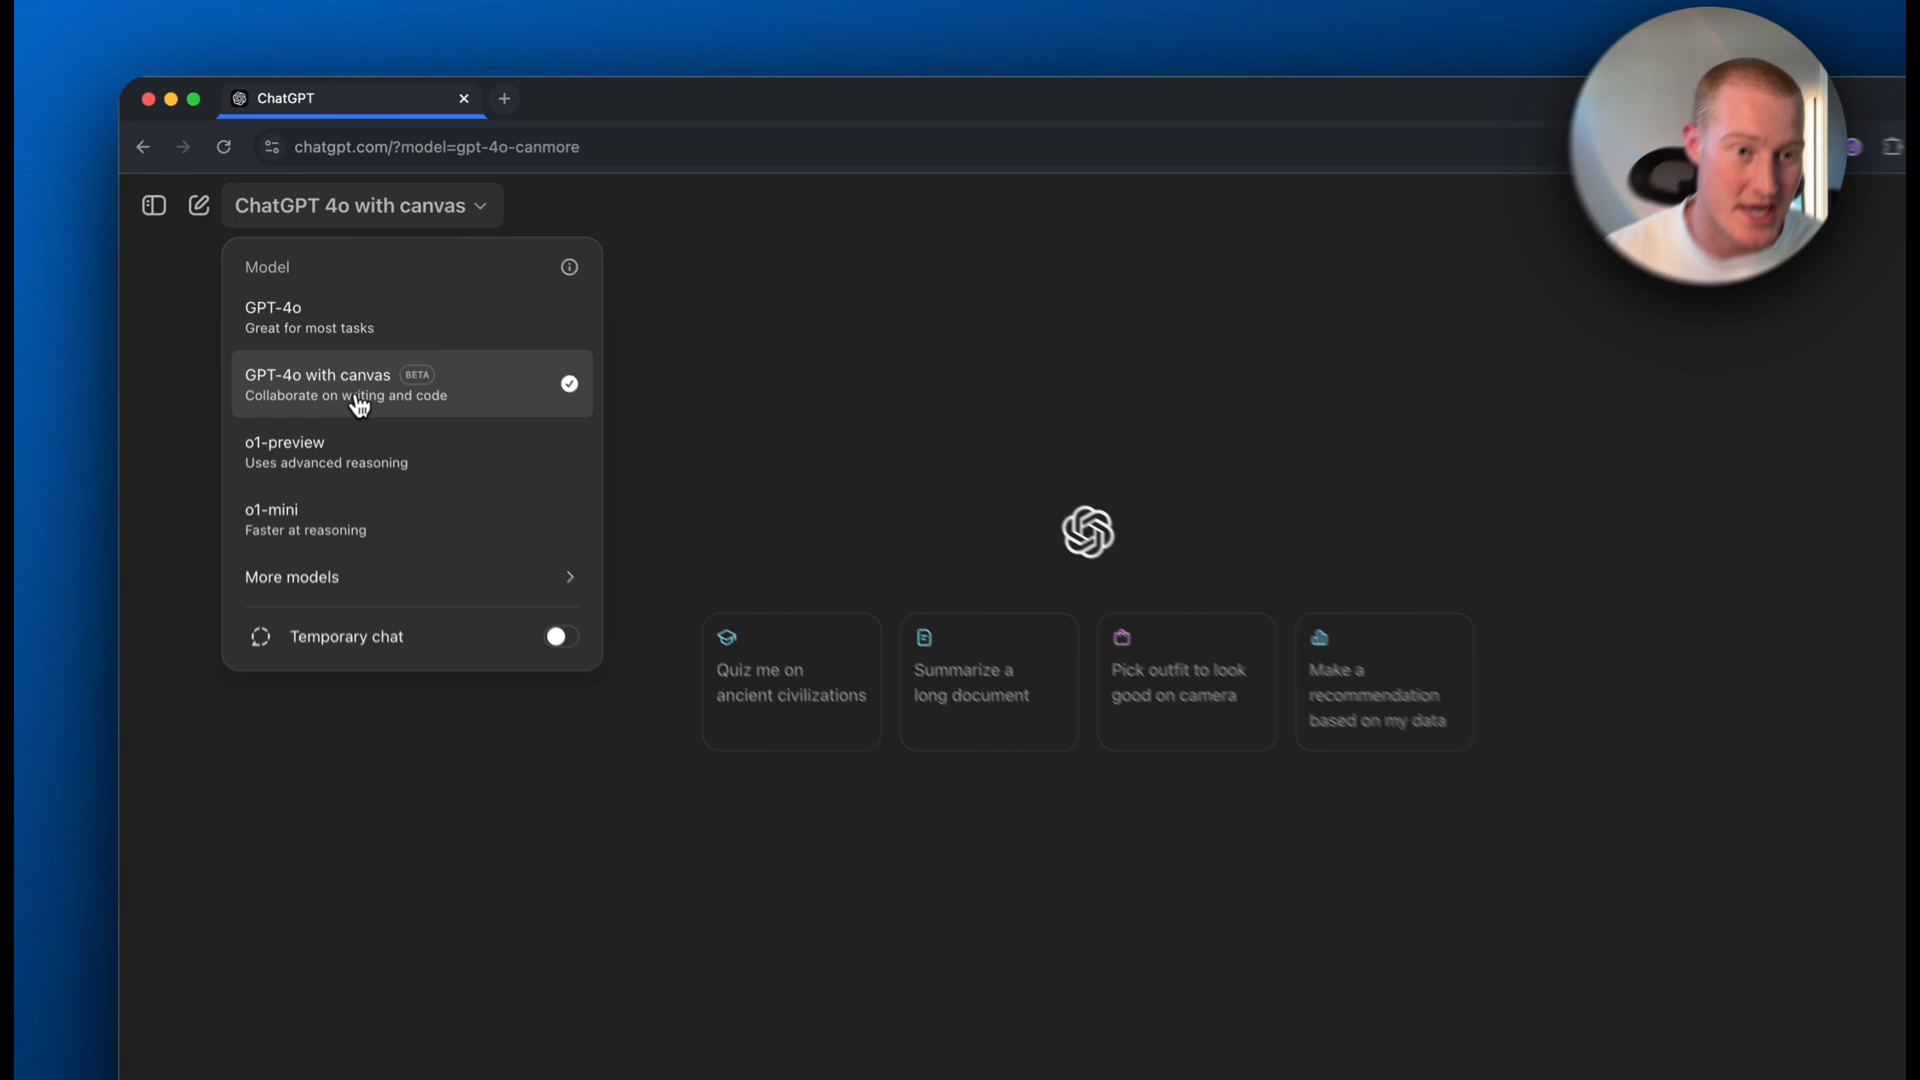 ChatGPT
chatgpt.com/?model=gpt-4o-canmore
ChatGPT 4o with canvas
Model
GPT-4o
Great for most tasks
GPT-4o with canvas BETA
Collaborate on writing and code
o1-preview
Uses advanced reasoning
o1-mini
Faster at reasoning
More models
Temporary chat
Quiz me on
ancient civilizations
Summarize a
long document
Pick outfit to look
good on camera
Make a
recommendation
based on my data